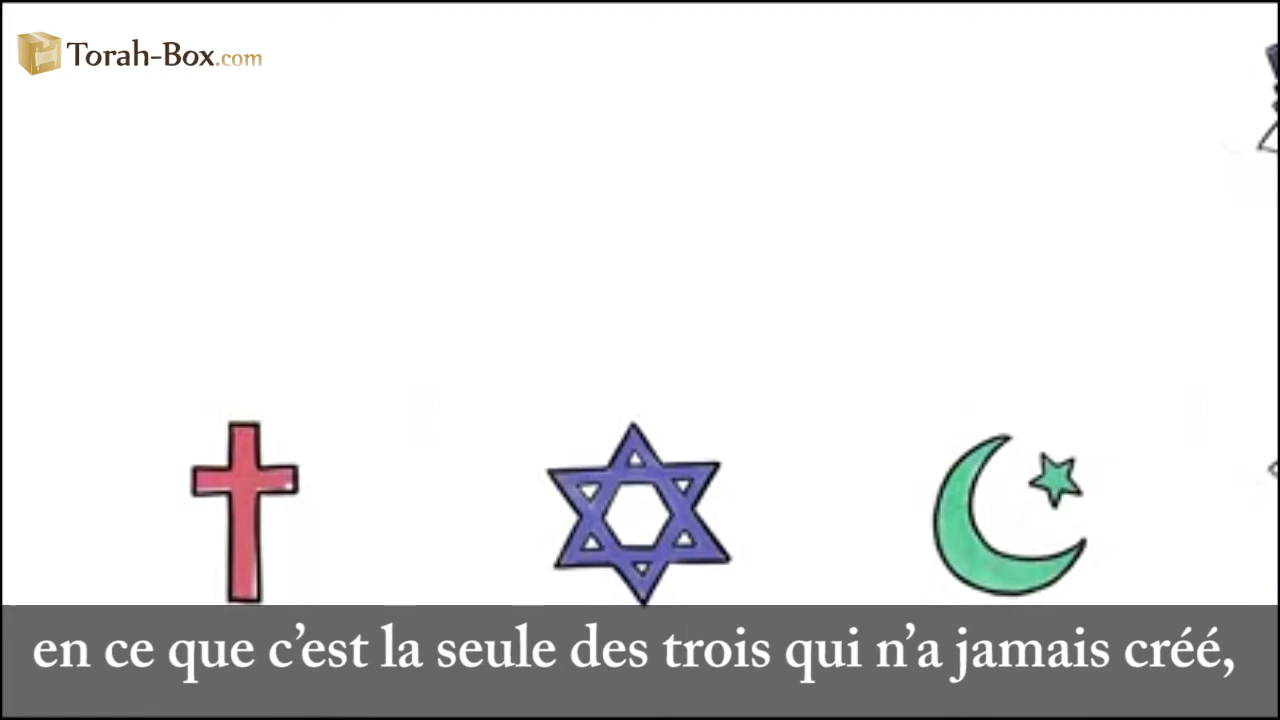 Torah-Box.com
en ce que c’est la seule des trois qui n’a jamais créé,